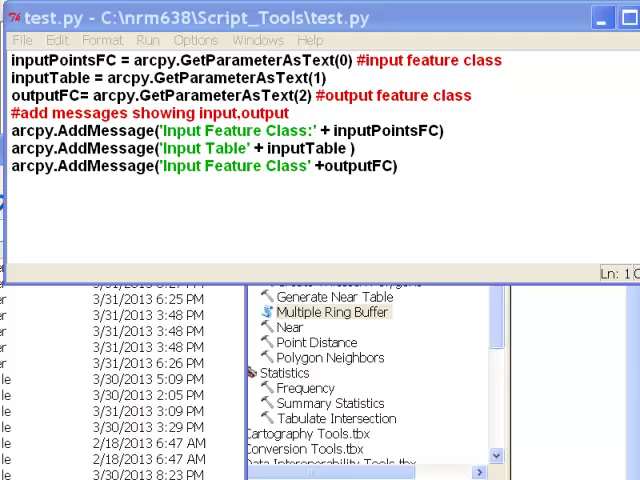 test.py - C:\nrm638\Script_Tools\test.py
File Edit Format Run Options Windows Help
inputPointsFC = arcpy.GetParameterAsText(0) #input feature class
inputTable = arcpy.GetParameterAsText(1)
outputFC= arcpy.GetParameterAsText(2) #output feature class
#add messages showing input,output
arcpy.AddMessage('Input Feature Class:' + inputPointsFC)
arcpy.AddMessage('Input Table' + inputTable )
arcpy.AddMessage('Input Feature Class' +outputFC)
Ln: 1
3/31/2013 6:25 PM
3/31/2013 3:48 PM
3/31/2013 3:48 PM
3/31/2013 3:48 PM
3/31/2013 6:26 PM
3/30/2013 5:09 PM
3/30/2013 2:05 PM
3/31/2013 3:09 PM
3/30/2013 3:29 PM
2/18/2013 6:47 AM
2/18/2013 6:47 AM
3/30/2013 8:23 PM
Generate Near Table
Multiple Ring Buffer
Near
Point Distance
Polygon Neighbors
Statistics
Frequency
Summary Statistics
Tabulate Intersection
Cartography Tools.tbx
Conversion Tools.tbx
Data Interoperability Tools.tbx